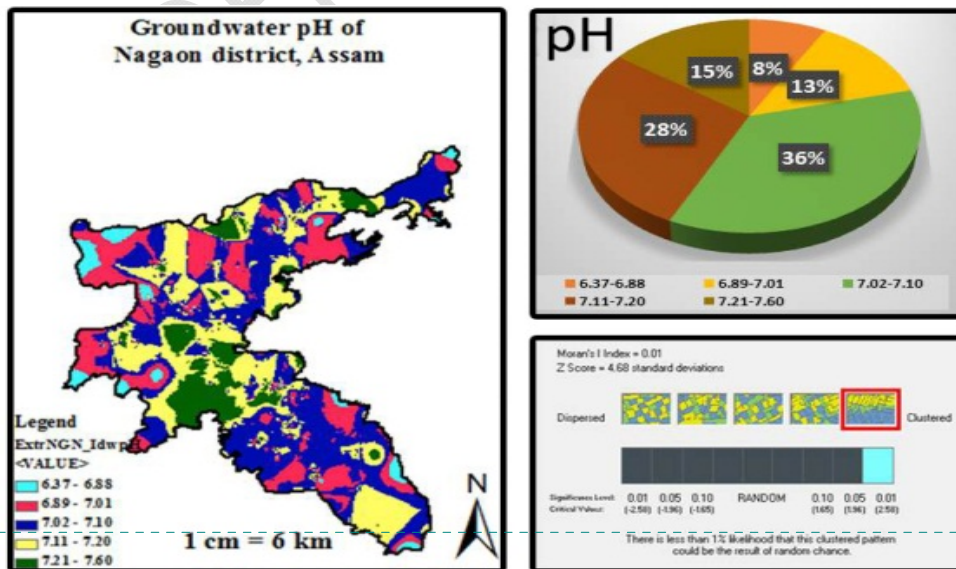 Groundwater pH of
Nagaon district, Assam
Legend
ExtrNGN_Idwp
<VALUE>
6.37 - 6.88
6.89 - 7.01
7.02 - 7.10
7.11 - 7.20
7.21 - 7.60
1 cm = 6 km
N
pH
15%
8%
13%
28%
36%
6.37-6.88
6.89-7.01
7.02-7.10
7.11-7.20
7.21-7.60
Moran's I Index = 0.01
Z Score = 4.68 standard deviations
Dispersed
Clustered
Significance Level: 0.01 0.05 0.10 RANDOM 0.10 0.05 0.01
Critical Values: (-2.58) (-1.96) (-1.65) (1.65) (1.96) (2.58)
There is less than 1% likelihood that this clustered pattern
could be the result of random chance.